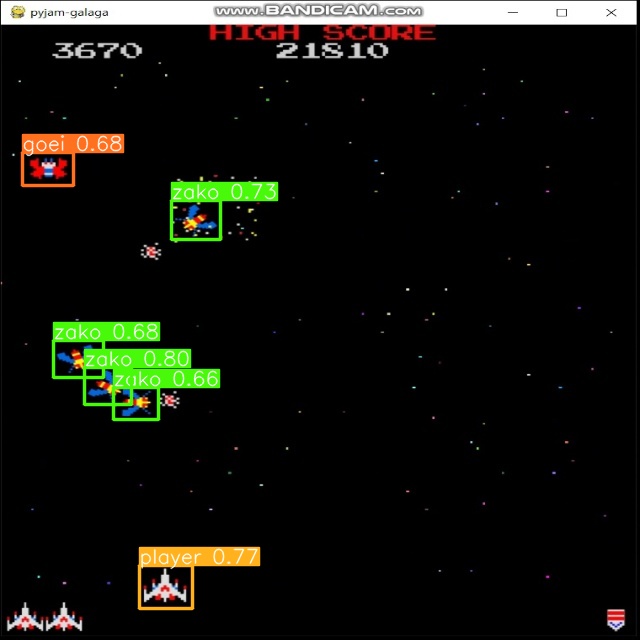 www.BANDICAM.com
pyjam-galaga
HIGH SCORE
3670 21810
goei 0.68
zako 0.73
zako 0.68
zako 0.80
zako 0.66
player 0.77